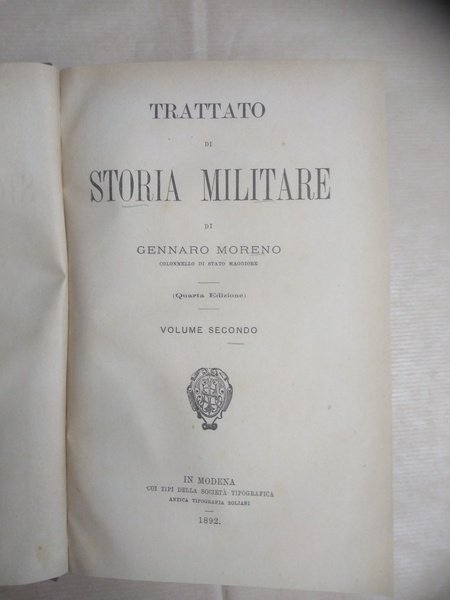 TRATTATO
DI
STORIA MILITARE
DI
GENNARO MORENO
COLONNELLO DI STATO MAGGIORE
(Quarta Edizione)
VOLUME SECONDO
IN MODENA
COI TIPI DELLA SOCIETÀ TIPOGRAFICA
ANTICA TIPOGRAFIA SOLIANI
1892.